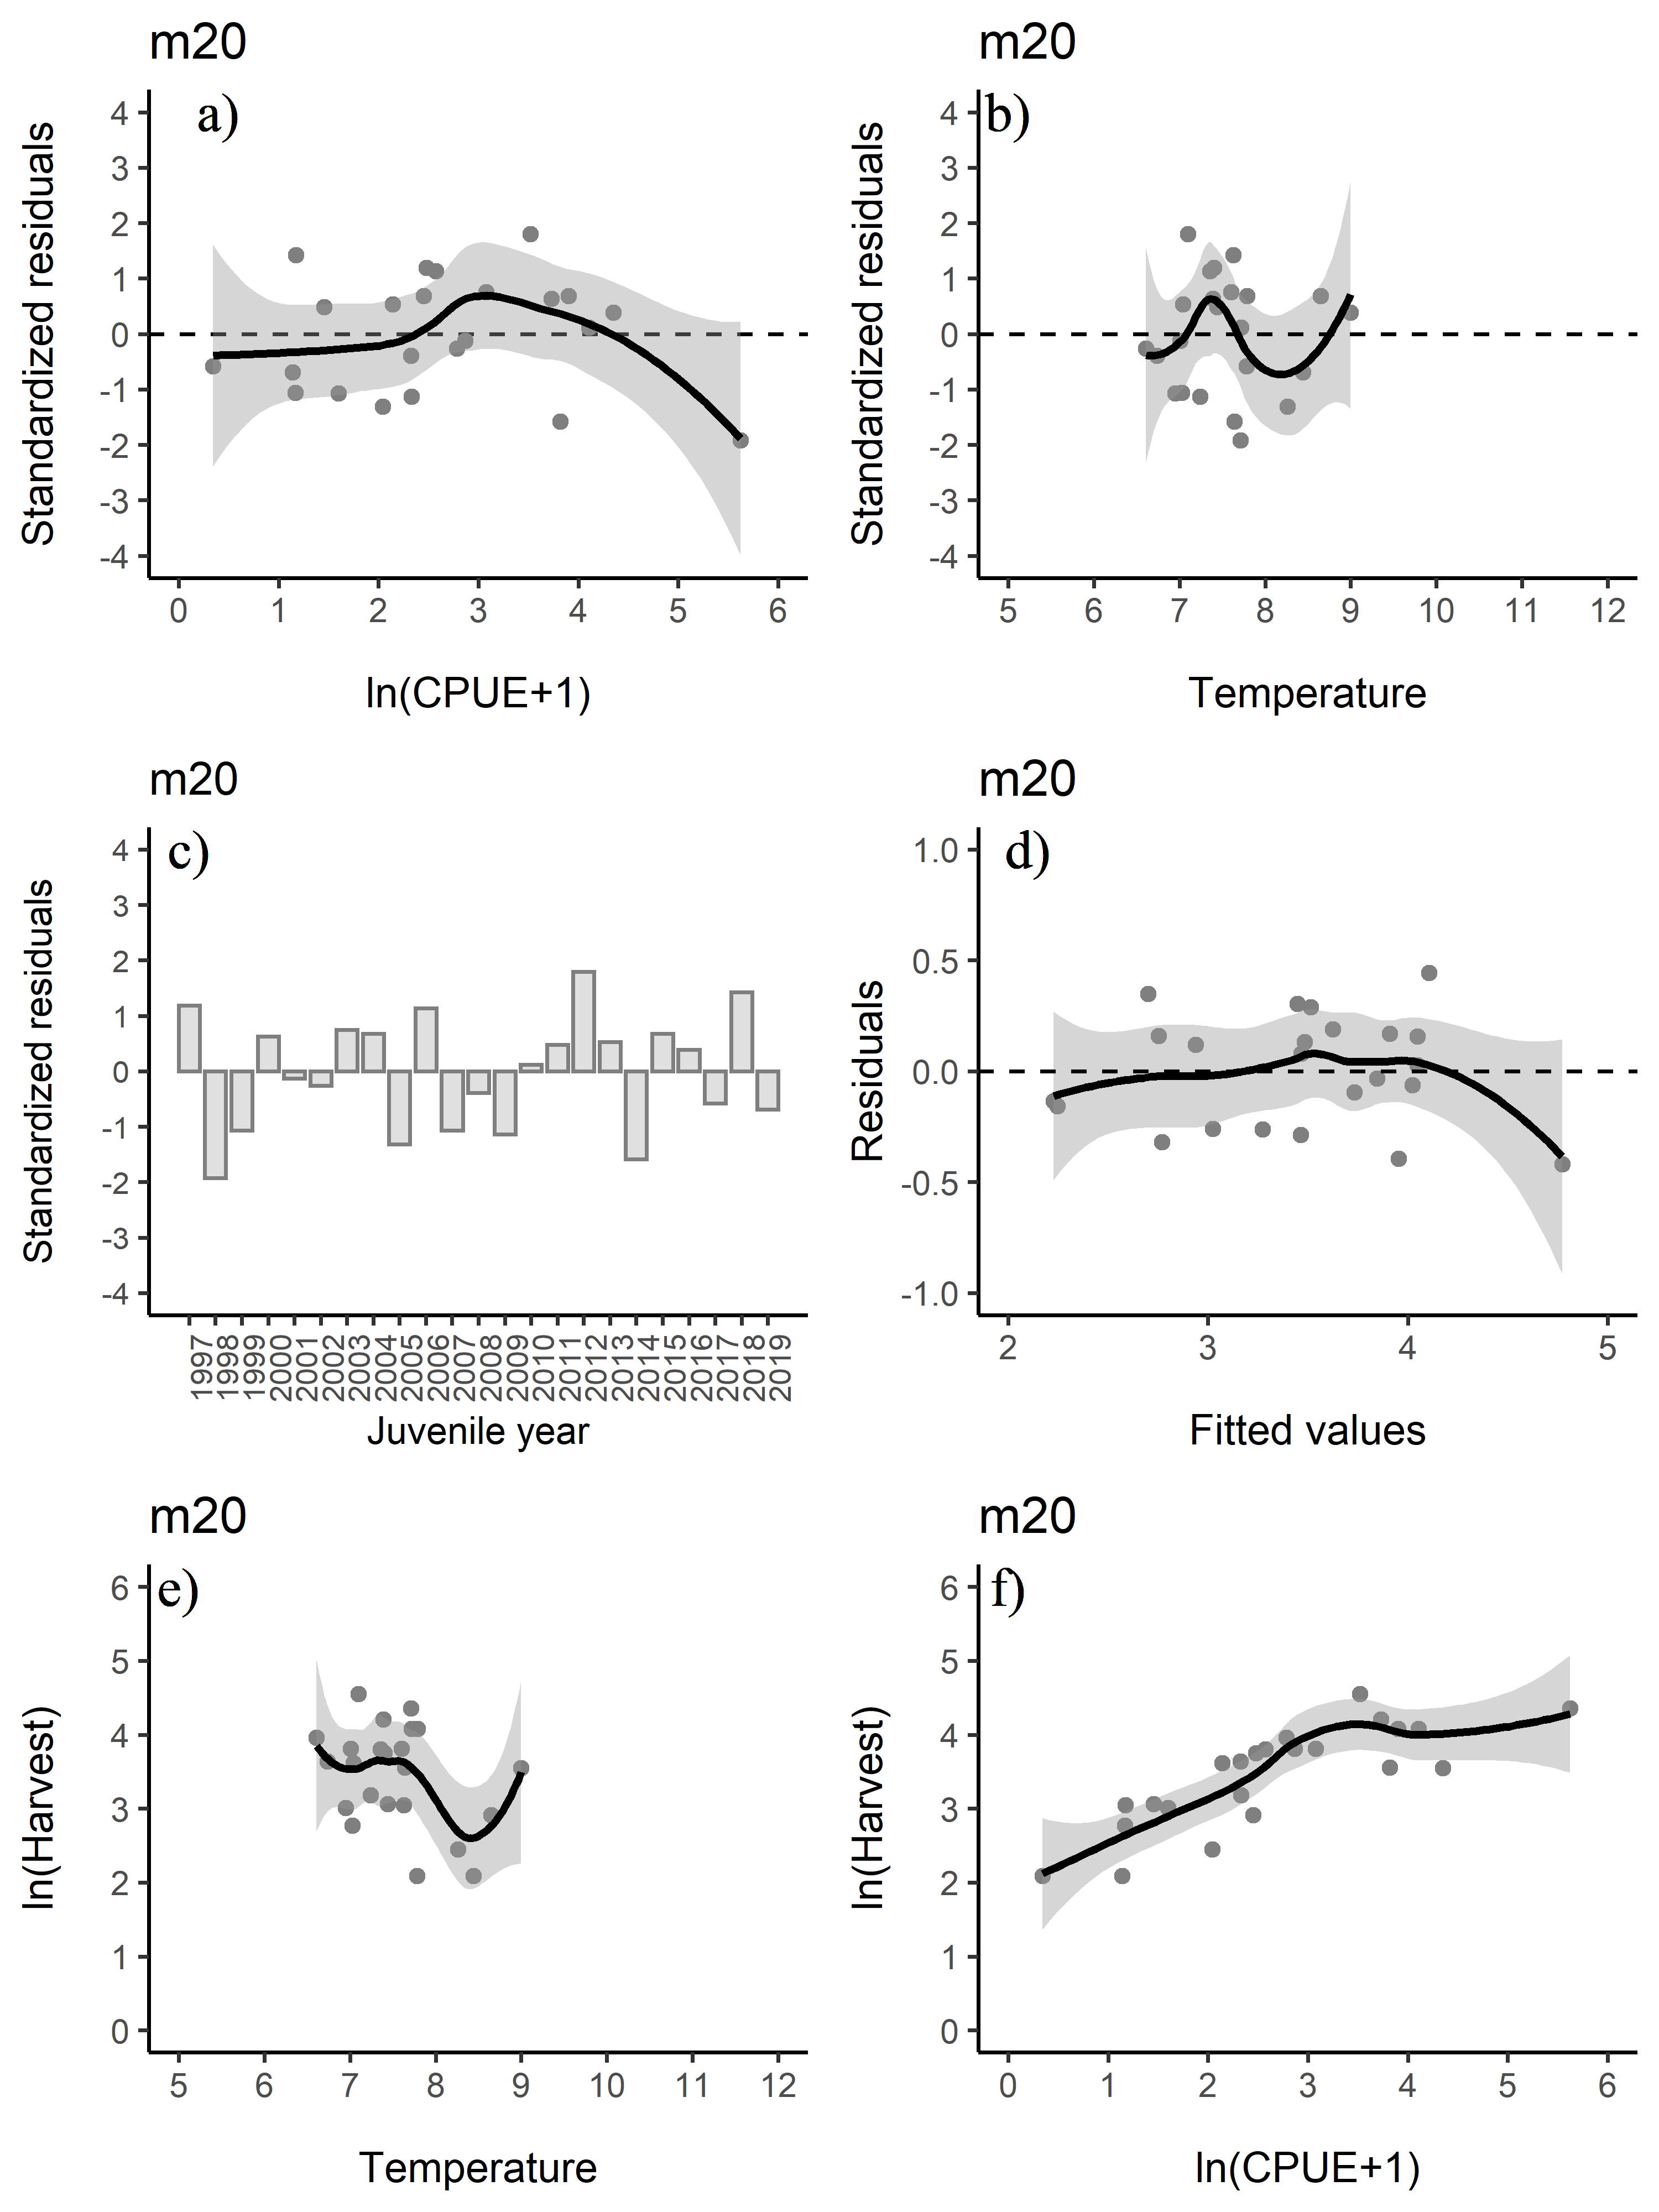 m20
a)
Standardized residuals
4
3
2
1
0
-1
-2
-3
-4
0 1 2 3 4 5 6
ln(CPUE+1)
m20
b)
Standardized residuals
4
3
2
1
0
-1
-2
-3
-4
5 6 7 8 9 10 11 12
Temperature
m20
c)
Standardized residuals
4
3
2
1
0
-1
-2
-3
-4
1997 1998 1999 2000 2001 2002 2003 2004 2005 2006 2007 2008 2009 2010 2011 2012 2013 2014 2015 2016 2017 2018 2019
Juvenile year
m20
d)
Residuals
1.0
0.5
0.0
-0.5
-1.0
2 3 4 5
Fitted values
m20
e)
ln(Harvest)
6
5
4
3
2
1
0
5 6 7 8 9 10 11 12
Temperature
m20
f)
ln(Harvest)
6
5
4
3
2
1
0
0 1 2 3 4 5 6
ln(CPUE+1)